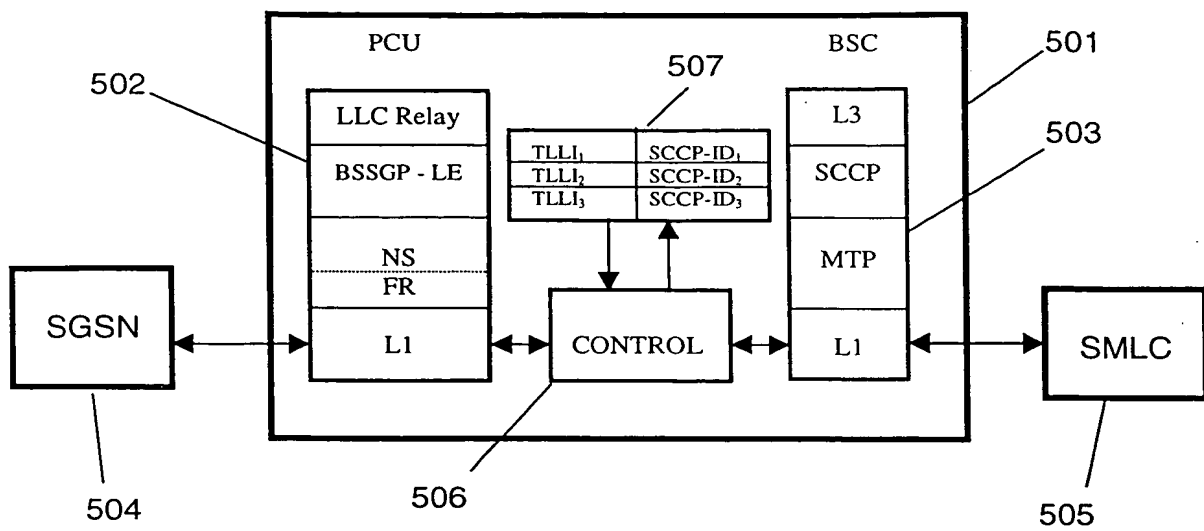 PCU
BSC
501
502
507
LLC Relay
BSSGP - LE
NS
FR
L1
TLLI₁ SCCP-ID₁
TLLI₂ SCCP-ID₂
TLLI₃ SCCP-ID₃
CONTROL
L3
SCCP
MTP
L1
503
SGSN
SMLC
504
506
505